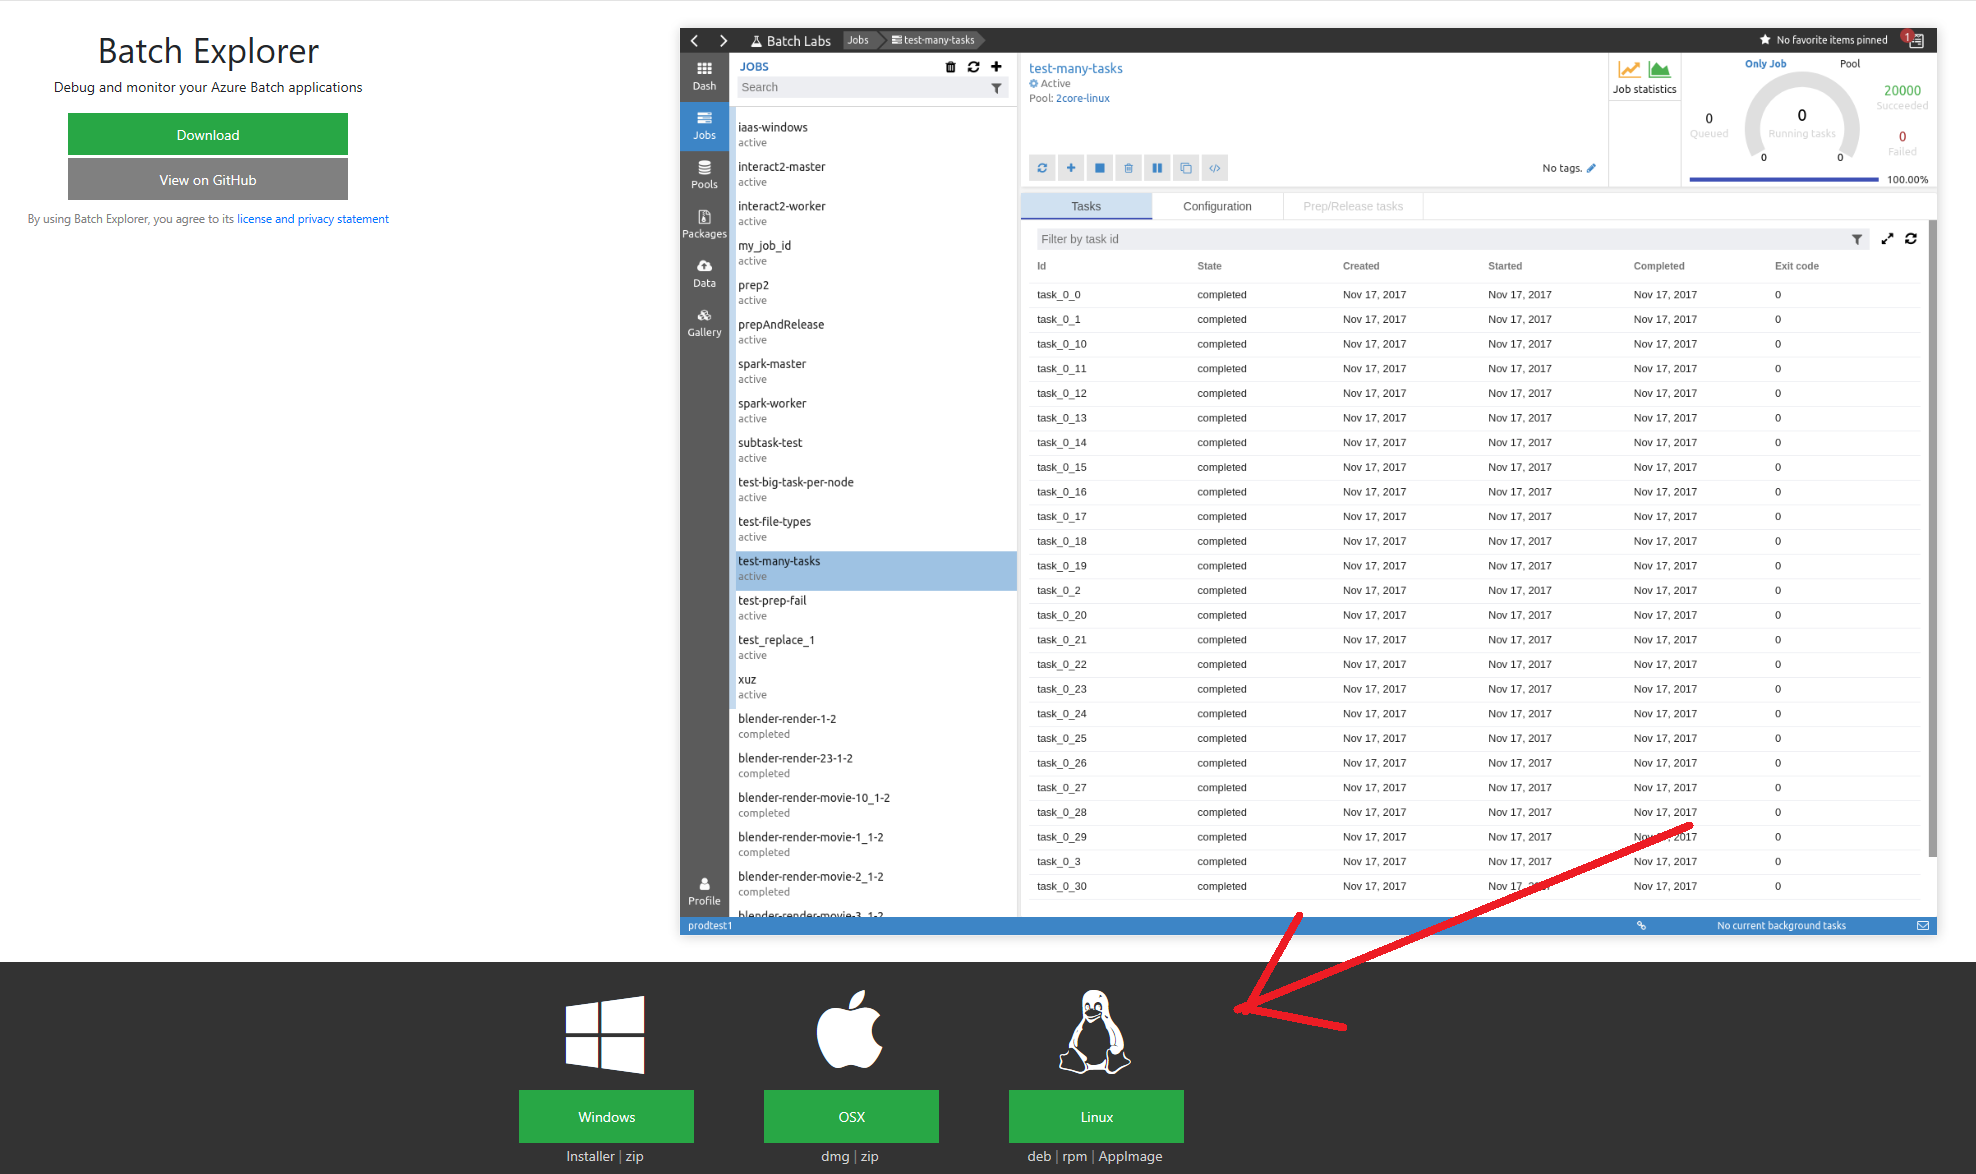 Batch Explorer
Debug and monitor your Azure Batch applications
Download
View on GitHub
By using Batch Explorer, you agree to its license and privacy statement
Batch Labs
Jobs
test-many-tasks
No favorite items pinned
1
Dash
Jobs
Pools
Packages
Data
Gallery
Profile
JOBS
Search
iaas-windows
active
interact2-master
active
interact2-worker
active
my_job_id
active
prep2
active
prepAndRelease
active
spark-master
active
spark-worker
active
subtask-test
active
test-big-task-per-node
active
test-file-types
active
test-many-tasks
active
test-prep-fail
active
test_replace_1
active
xuz
active
blender-render-1-2
completed
blender-render-23-1-2
completed
blender-render-movie-10_1-2
completed
blender-render-movie-1_1-2
completed
blender-render-movie-2_1-2
completed
blender-render-movie-3_1-2
test-many-tasks
Active
Pool: 2core-linux
No tags.
Job statistics
Only Job
Pool
0
Queued
0
Running tasks
0
0
20000
Succeeded
0
Failed
100.00%
Tasks
Configuration
Prep/Release tasks
Filter by task id
Id State Created Started Completed Exit code
task_0_0 completed Nov 17, 2017 Nov 17, 2017 Nov 17, 2017 0
task_0_1 completed Nov 17, 2017 Nov 17, 2017 Nov 17, 2017 0
task_0_10 completed Nov 17, 2017 Nov 17, 2017 Nov 17, 2017 0
task_0_11 completed Nov 17, 2017 Nov 17, 2017 Nov 17, 2017 0
task_0_12 completed Nov 17, 2017 Nov 17, 2017 Nov 17, 2017 0
task_0_13 completed Nov 17, 2017 Nov 17, 2017 Nov 17, 2017 0
task_0_14 completed Nov 17, 2017 Nov 17, 2017 Nov 17, 2017 0
task_0_15 completed Nov 17, 2017 Nov 17, 2017 Nov 17, 2017 0
task_0_16 completed Nov 17, 2017 Nov 17, 2017 Nov 17, 2017 0
task_0_17 completed Nov 17, 2017 Nov 17, 2017 Nov 17, 2017 0
task_0_18 completed Nov 17, 2017 Nov 17, 2017 Nov 17, 2017 0
task_0_19 completed Nov 17, 2017 Nov 17, 2017 Nov 17, 2017 0
task_0_2 completed Nov 17, 2017 Nov 17, 2017 Nov 17, 2017 0
task_0_20 completed Nov 17, 2017 Nov 17, 2017 Nov 17, 2017 0
task_0_21 completed Nov 17, 2017 Nov 17, 2017 Nov 17, 2017 0
task_0_22 completed Nov 17, 2017 Nov 17, 2017 Nov 17, 2017 0
task_0_23 completed Nov 17, 2017 Nov 17, 2017 Nov 17, 2017 0
task_0_24 completed Nov 17, 2017 Nov 17, 2017 Nov 17, 2017 0
task_0_25 completed Nov 17, 2017 Nov 17, 2017 Nov 17, 2017 0
task_0_26 completed Nov 17, 2017 Nov 17, 2017 Nov 17, 2017 0
task_0_27 completed Nov 17, 2017 Nov 17, 2017 Nov 17, 2017 0
task_0_28 completed Nov 17, 2017 Nov 17, 2017 Nov 17, 2017 0
task_0_29 completed Nov 17, 2017 Nov 17, 2017 Nov 17, 2017 0
task_0_3 completed Nov 17, 2017 Nov 17, 2017 Nov 17, 2017 0
task_0_30 completed Nov 17, 2017 Nov 17, 2017 Nov 17, 2017 0
prodtest1
No current background tasks
Windows
Installer | zip
OSX
dmg | zip
Linux
deb | rpm | AppImage